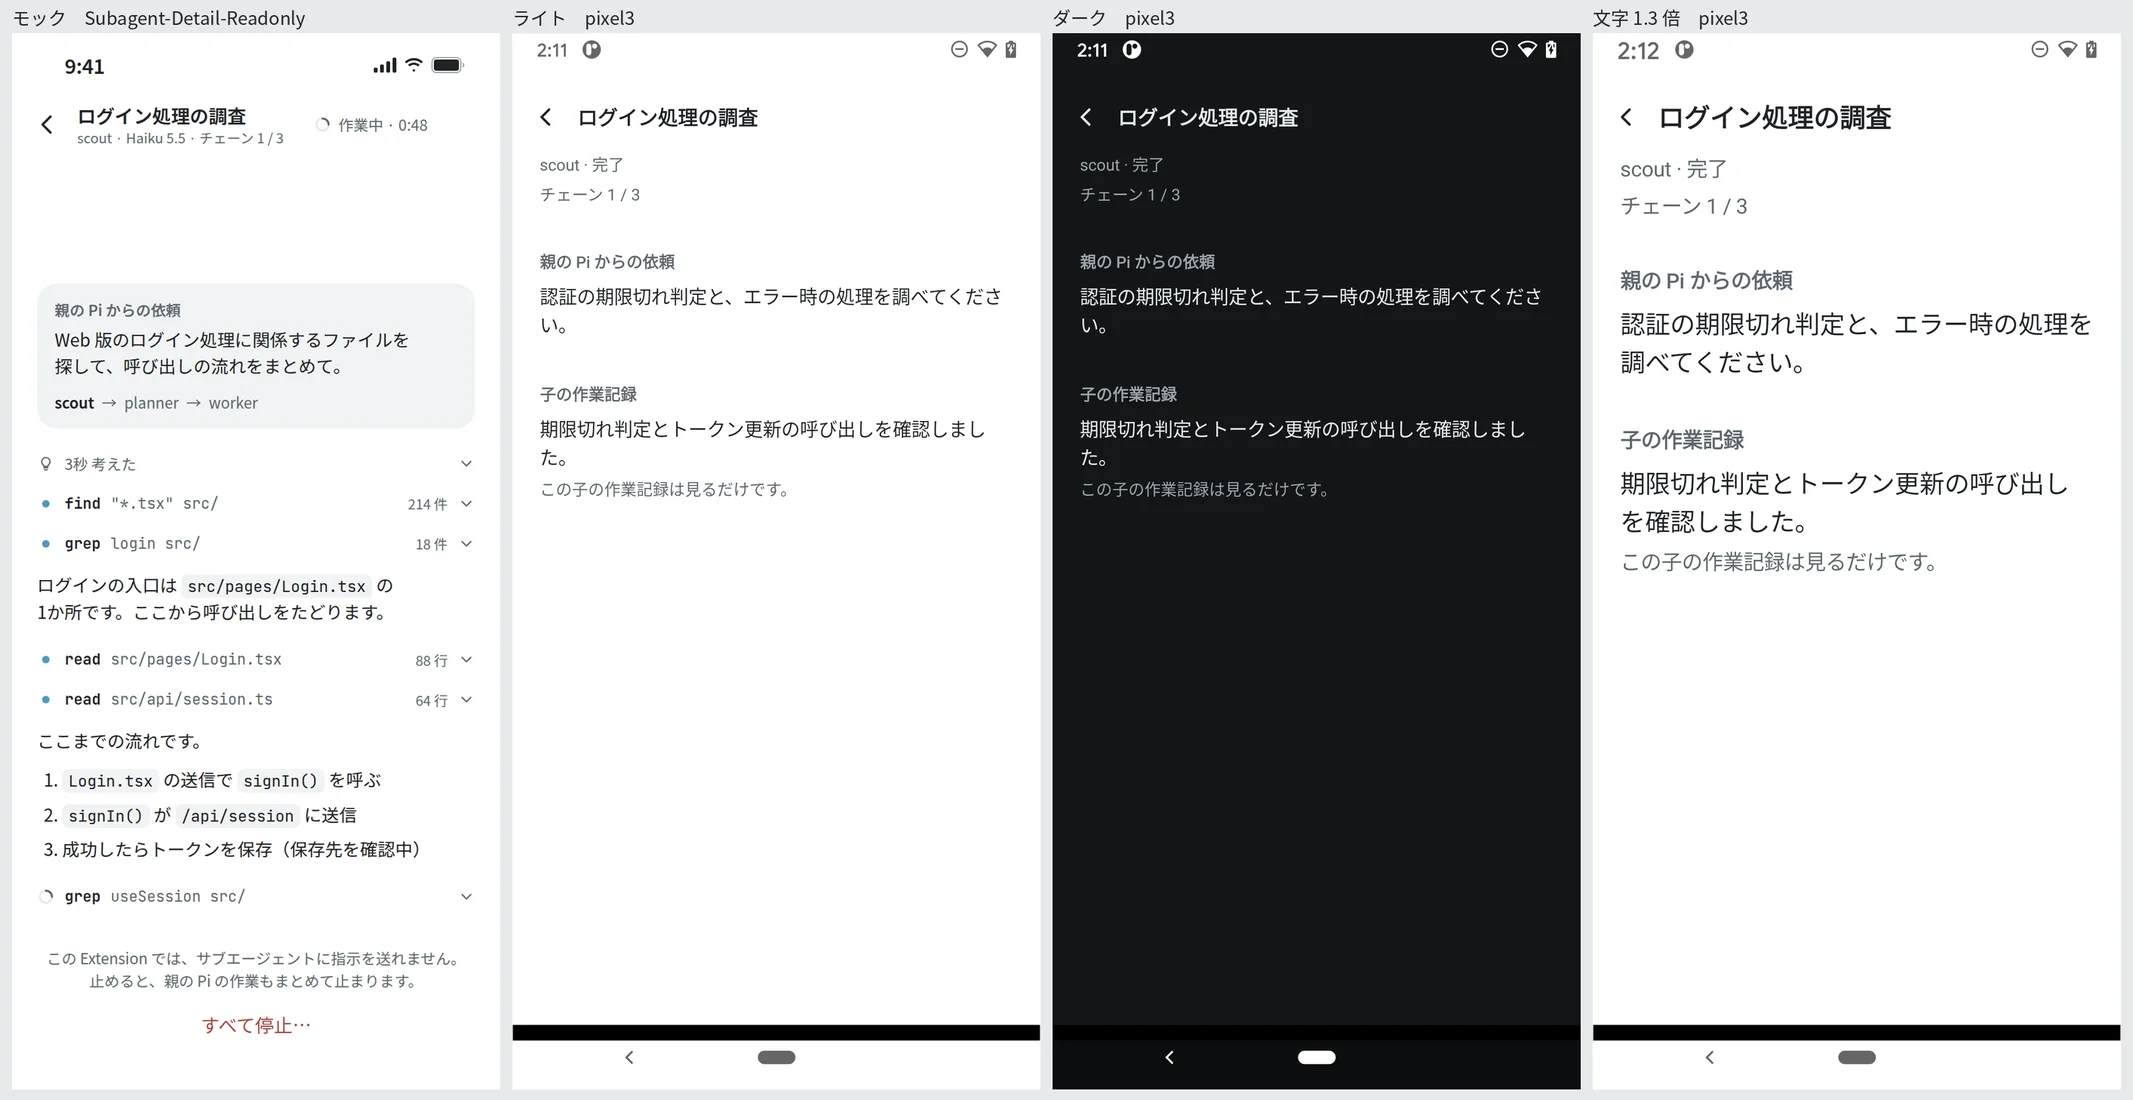 モック Subagent-Detail-Readonly
9:41
ログイン処理の調査
scout · Haiku 5.5 · チェーン 1 / 3
作業中 · 0:48
親の Pi からの依頼
Web 版のログイン処理に関係するファイルを
探して、呼び出しの流れをまとめて。
scout → planner → worker
3秒 考えた
find "*.tsx" src/ 214 件
grep login src/ 18 件
ログインの入口は src/pages/Login.tsx の
1か所です。ここから呼び出しをたどります。
read src/pages/Login.tsx 88 行
read src/api/session.ts 64 行
ここまでの流れです。
1. Login.tsx の送信で signIn() を呼ぶ
2. signIn() が /api/session に送信
3. 成功したらトークンを保存（保存先を確認中）
grep useSession src/
この Extension では、サブエージェントに指示を送れません。
止めると、親の Pi の作業もまとめて止まります。
すべて停止…
ライト pixel3
2:11
ログイン処理の調査
scout · 完了
チェーン 1 / 3
親の Pi からの依頼
認証の期限切れ判定と、エラー時の処理を調べてくださ
い。
子の作業記録
期限切れ判定とトークン更新の呼び出しを確認しまし
た。
この子の作業記録は見るだけです。
ダーク pixel3
2:11
ログイン処理の調査
scout · 完了
チェーン 1 / 3
親の Pi からの依頼
認証の期限切れ判定と、エラー時の処理を調べてくださ
い。
子の作業記録
期限切れ判定とトークン更新の呼び出しを確認しまし
た。
この子の作業記録は見るだけです。
文字 1.3 倍 pixel3
2:12
ログイン処理の調査
scout · 完了
チェーン 1 / 3
親の Pi からの依頼
認証の期限切れ判定と、エラー時の処理を
調べてください。
子の作業記録
期限切れ判定とトークン更新の呼び出し
を確認しました。
この子の作業記録は見るだけです。